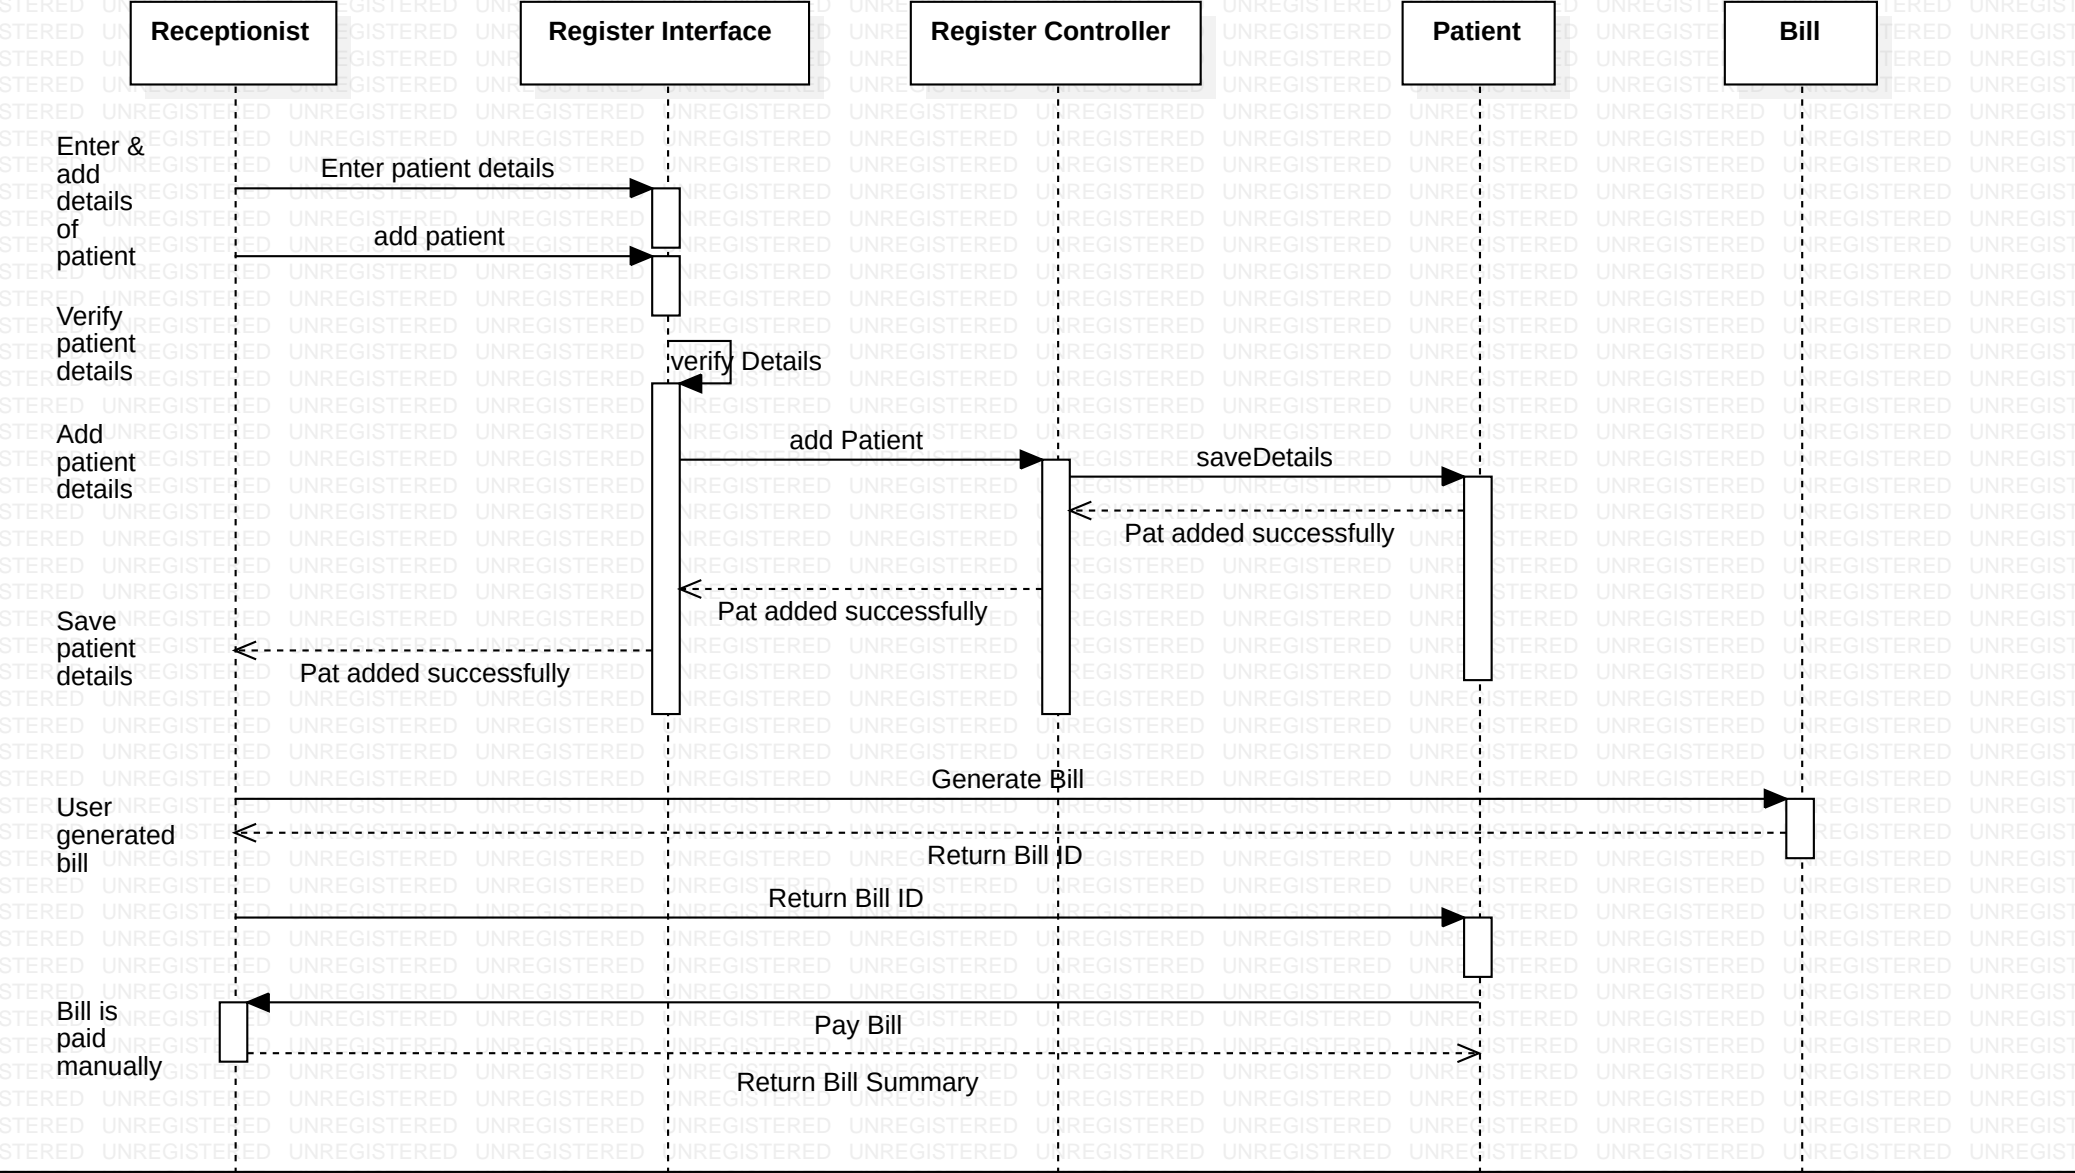 Receptionist
Register Interface
Register Controller
Patient
Bill
Enter &
add
details
of
patient
Enter patient details
add patient
Verify
patient
details
verify Details
Add
patient
details
add Patient
saveDetails
Pat added successfully
Pat added successfully
Save
patient
details
Pat added successfully
Generate Bill
User
generated
bill
Return Bill ID
Return Bill ID
Bill is
paid
manually
Pay Bill
Return Bill Summary
UNREGISTERED